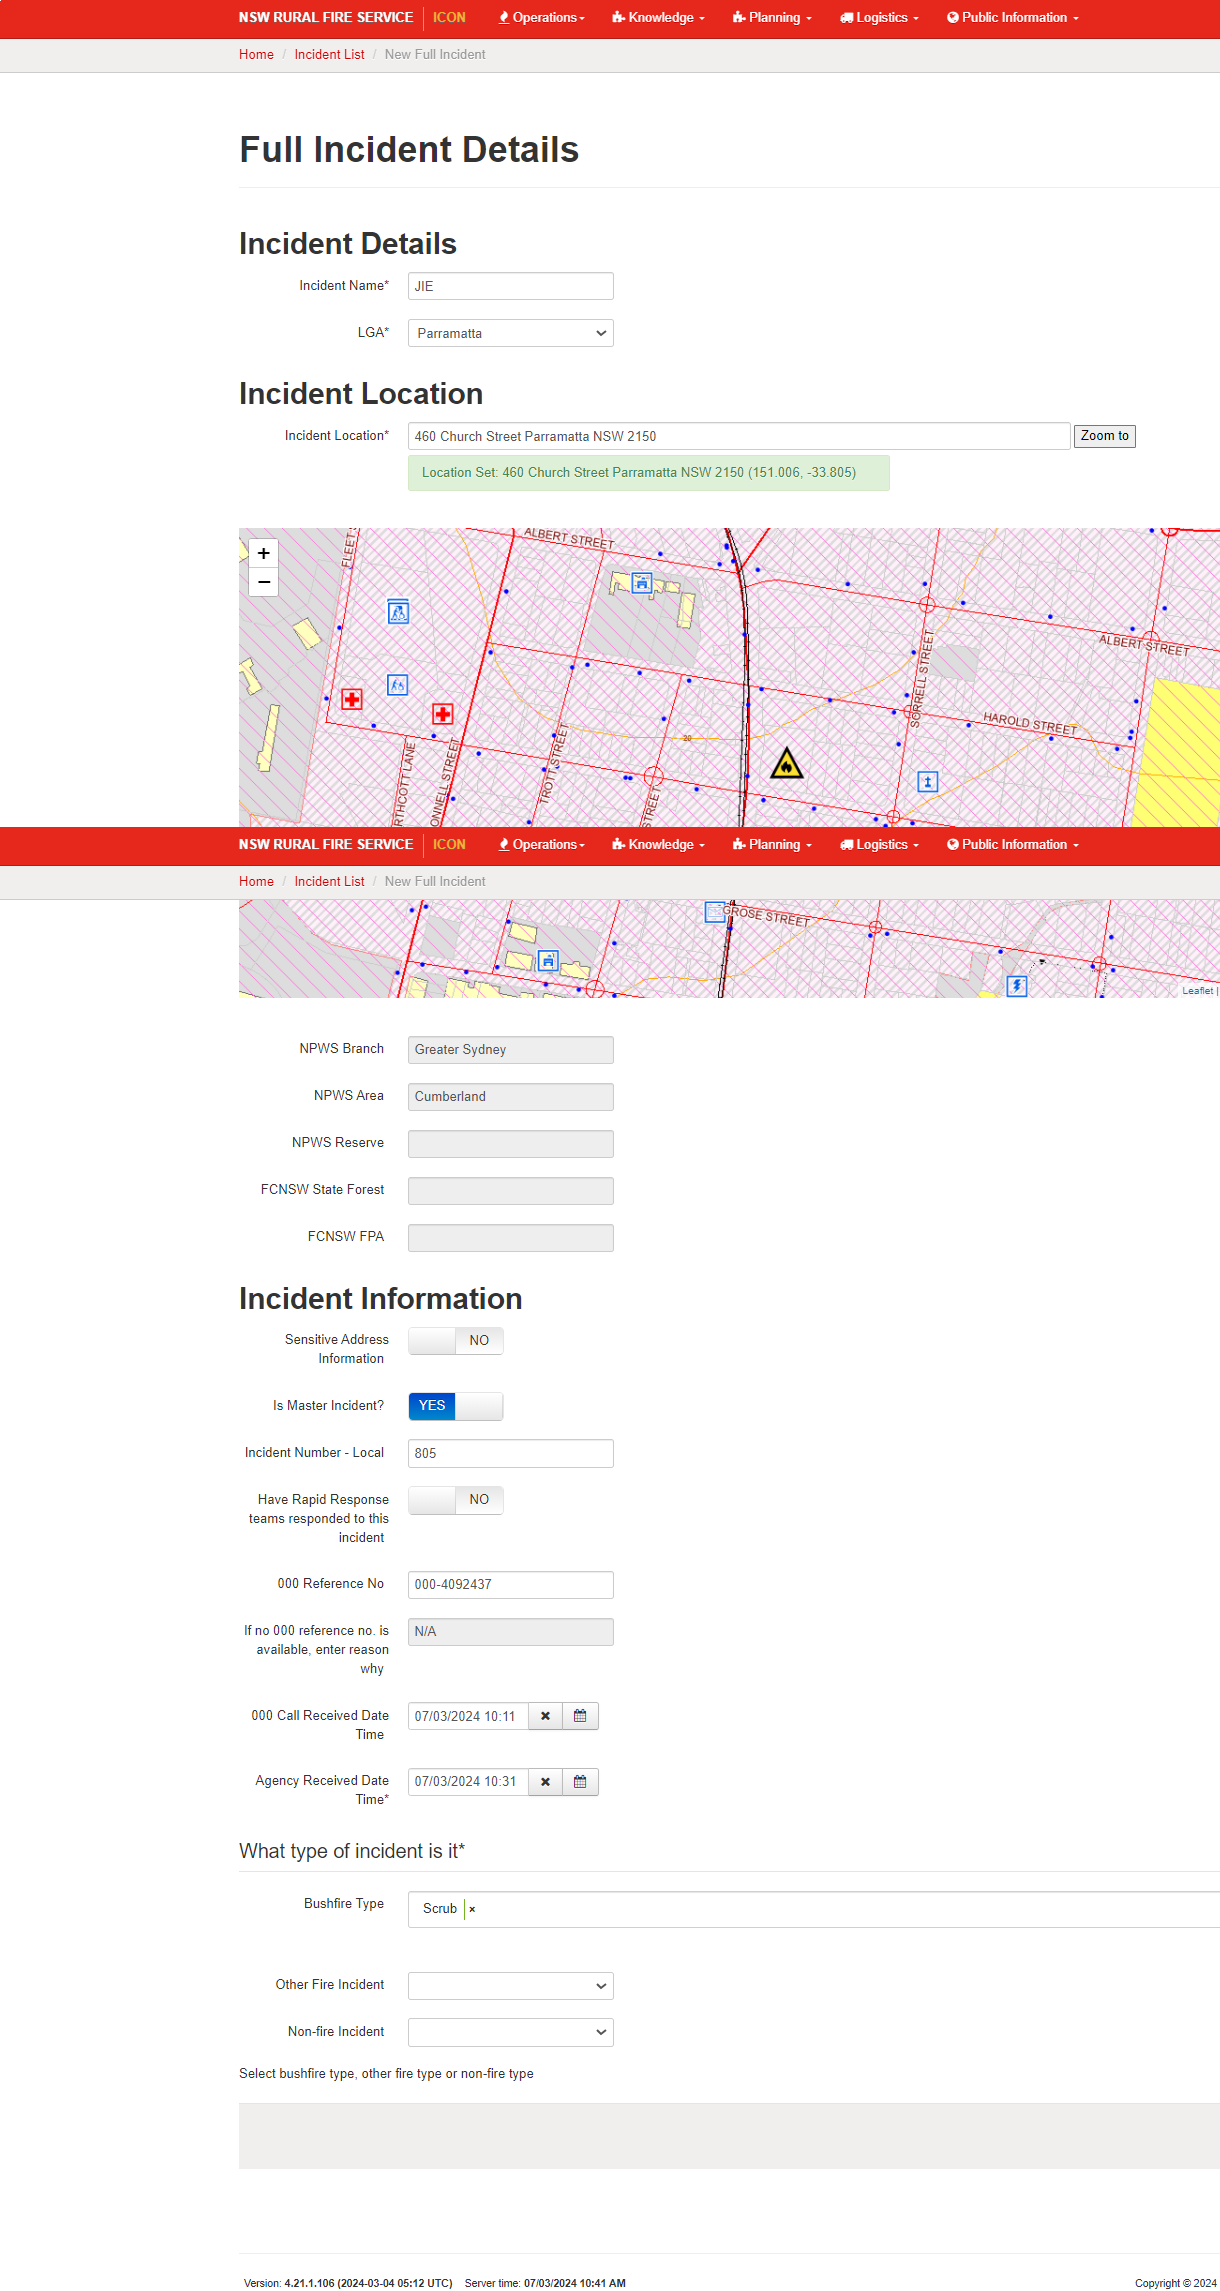 NSW RURAL FIRE SERVICE ICON Operations Knowledge Planning Logistics Public Information
Home / Incident List / New Full Incident
Full Incident Details
Incident Details
Incident Name* JIE
LGA* Parramatta
Incident Location
Incident Location* 460 Church Street Parramatta NSW 2150 Zoom to
Location Set: 460 Church Street Parramatta NSW 2150 (151.006, -33.805)
+
−
ALBERT STREET
ALBERT STREET
SORRELL STREET
HAROLD STREET
20
TROTT STREET
STREET
NSW RURAL FIRE SERVICE ICON Operations Knowledge Planning Logistics Public Information
Home / Incident List / New Full Incident
GROSE STREET
Leaflet |
NPWS Branch Greater Sydney
NPWS Area Cumberland
NPWS Reserve
FCNSW State Forest
FCNSW FPA
Incident Information
Sensitive Address NO
Information
Is Master Incident? YES
Incident Number - Local 805
Have Rapid Response NO
teams responded to this
incident
000 Reference No 000-4092437
If no 000 reference no. is N/A
available, enter reason
why
000 Call Received Date 07/03/2024 10:11
Time
Agency Received Date 07/03/2024 10:31
Time*
What type of incident is it*
Bushfire Type Scrub ×
Other Fire Incident
Non-fire Incident
Select bushfire type, other fire type or non-fire type
Version: 4.21.1.106 (2024-03-04 05:12 UTC) Server time: 07/03/2024 10:41 AM Copyright © 2024